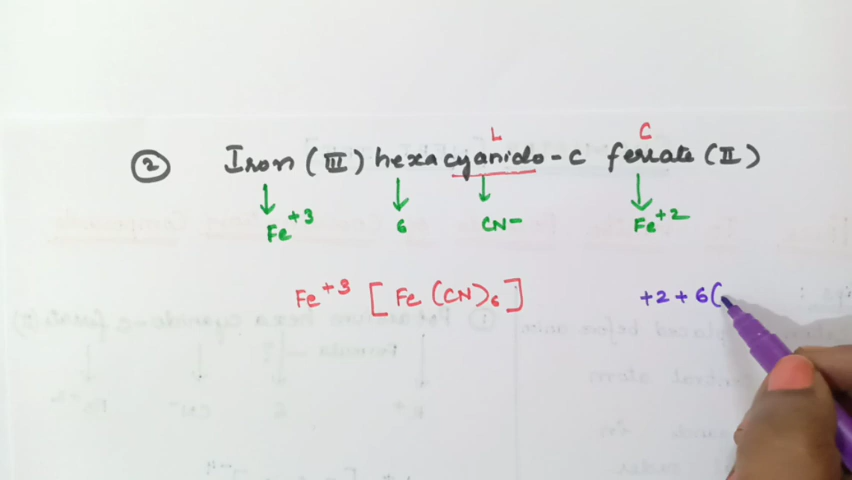 L C
② Iron (III) hexacyanido-c ferrate (II)
Fe+3 6 CN- Fe+2
Fe+3 [Fe (CN)6] +2+6(